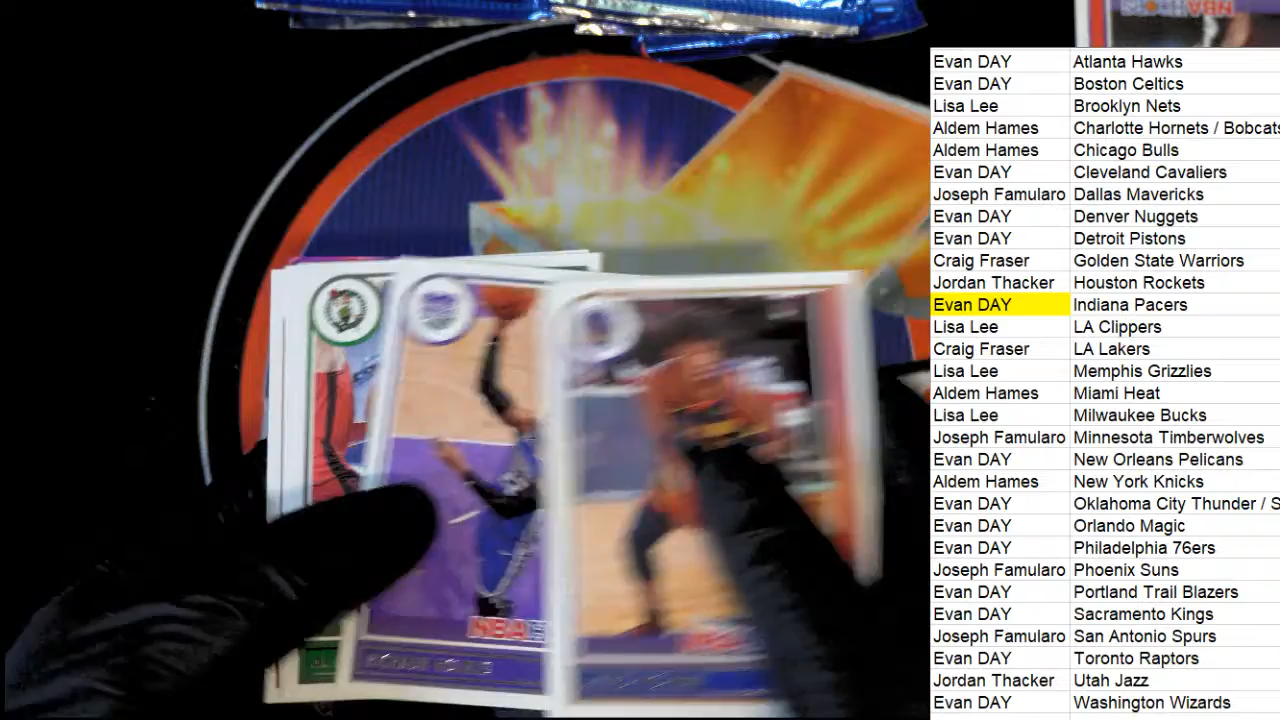 Evan DAY Atlanta Hawks
Evan DAY Boston Celtics
Lisa Lee Brooklyn Nets
Aldem Hames Charlotte Hornets / Bobcats
Aldem Hames Chicago Bulls
Evan DAY Cleveland Cavaliers
Joseph Famularo Dallas Mavericks
Evan DAY Denver Nuggets
Evan DAY Detroit Pistons
Craig Fraser Golden State Warriors
Jordan Thacker Houston Rockets
Evan DAY Indiana Pacers
Lisa Lee LA Clippers
Craig Fraser LA Lakers
Lisa Lee Memphis Grizzlies
Aldem Hames Miami Heat
Lisa Lee Milwaukee Bucks
Joseph Famularo Minnesota Timberwolves
Evan DAY New Orleans Pelicans
Aldem Hames New York Knicks
Evan DAY Oklahoma City Thunder / S
Evan DAY Orlando Magic
Evan DAY Philadelphia 76ers
Joseph Famularo Phoenix Suns
Evan DAY Portland Trail Blazers
Evan DAY Sacramento Kings
Joseph Famularo San Antonio Spurs
Evan DAY Toronto Raptors
Jordan Thacker Utah Jazz
Evan DAY Washington Wizards
NBA